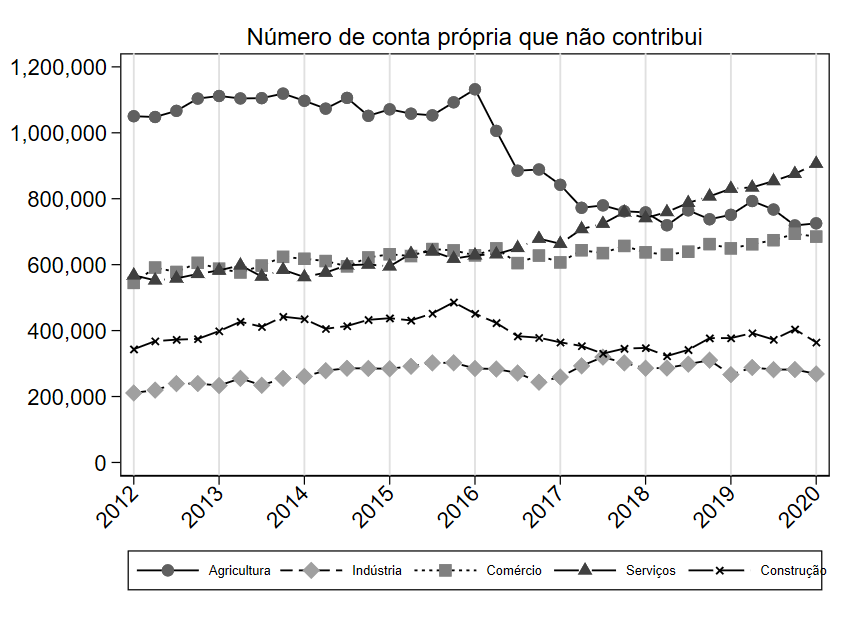 Número de conta própria que não contribui
1,200,000
1,000,000
800,000
600,000
400,000
200,000
0
2012 2013 2014 2015 2016 2017 2018 2019 2020
Agricultura Indústria Comércio Serviços Construção